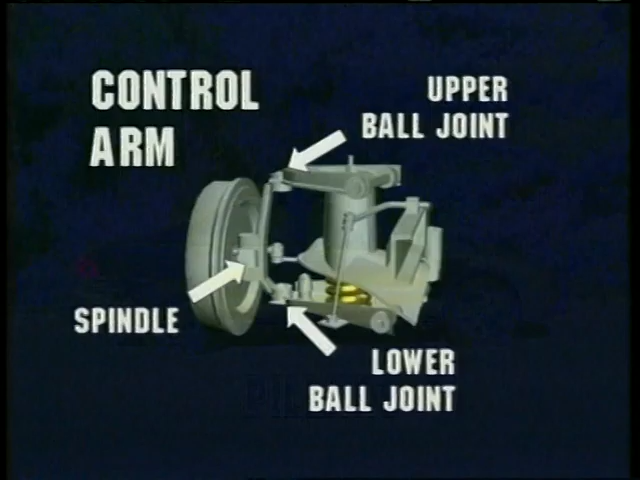 CONTROL
ARM
UPPER
BALL JOINT
SPINDLE
LOWER
BALL JOINT